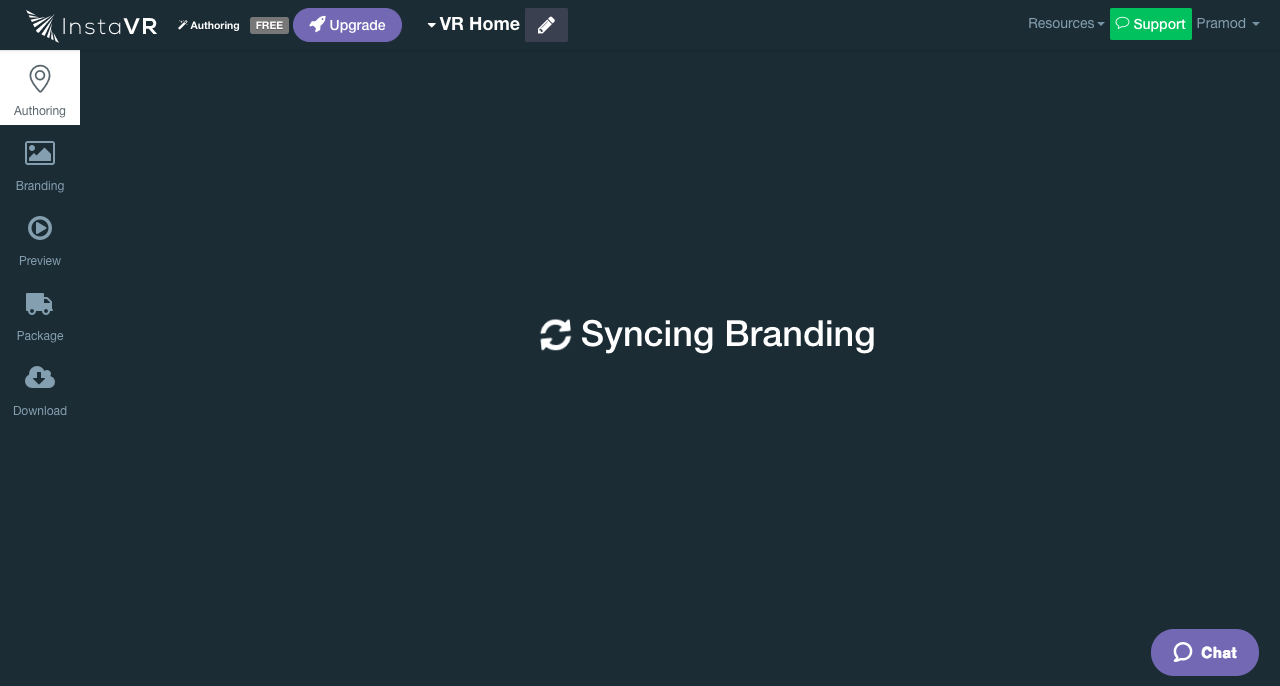 InstaVR
Authoring
FREE
Upgrade
VR Home
Resources
Support
Pramod
Authoring
Branding
Preview
Package
Download
Syncing Branding
Chat